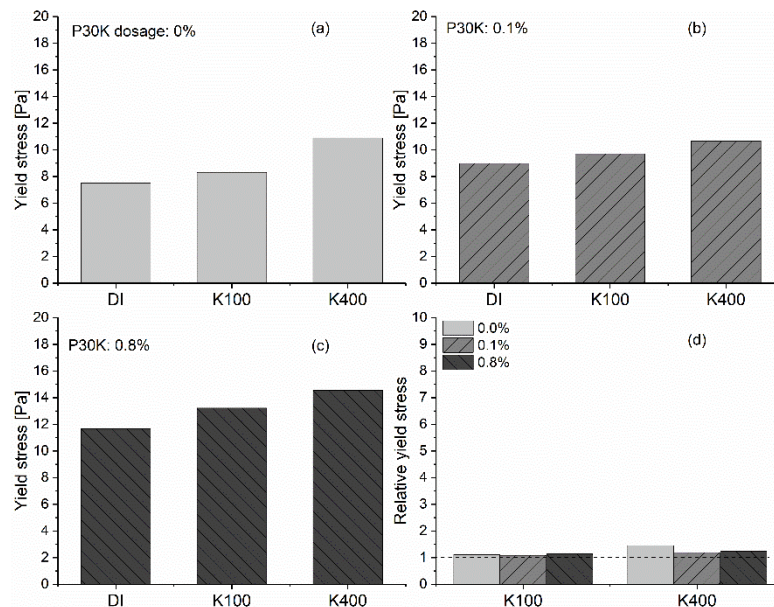 P30K dosage: 0%
(a)
Yield stress [Pa]
20
18
16
14
12
10
8
6
4
2
0
DI
K100
K400
P30K: 0.1%
(b)
Yield stress [Pa]
20
18
16
14
12
10
8
6
4
2
0
DI
K100
K400
P30K: 0.8%
(c)
Yield stress [Pa]
20
18
16
14
12
10
8
6
4
2
0
DI
K100
K400
0.0%
0.1%
0.8%
(d)
Relative yield stress
10
9
8
7
6
5
4
3
2
1
0
K100
K400